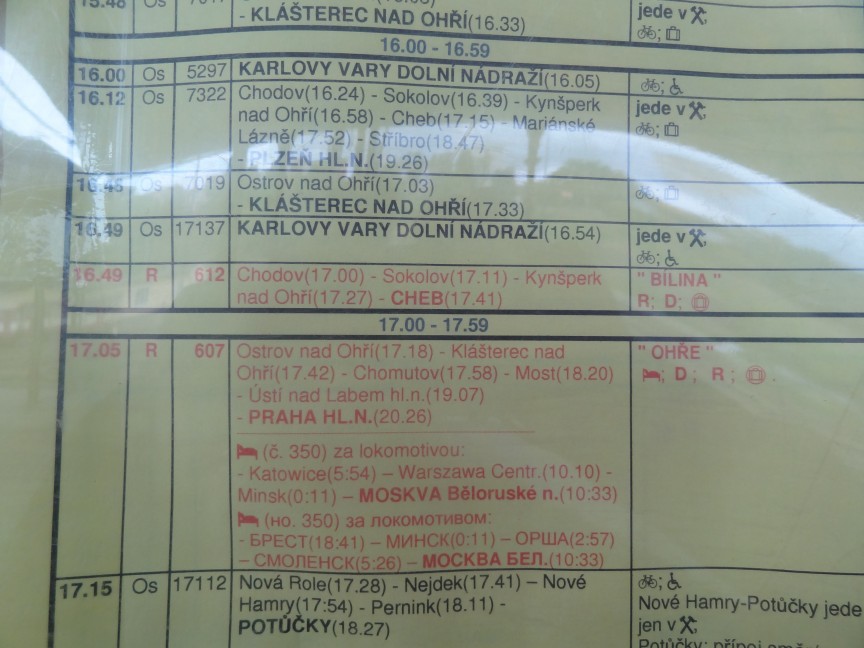 15.48 Os
- KLÁŠTEREC NAD OHŘÍ(16.33)
jede v ⚒;
16.00 - 16.59
16.00 Os 5297 KARLOVY VARY DOLNÍ NÁDRAŽÍ(16.05)
16.12 Os 7322 Chodov(16.24) - Sokolov(16.39) - Kynšperk
nad Ohří(16.58) - Cheb(17.15) - Mariánské
Lázně(17.52) - Stříbro(18.47)
- PLZEŇ HL.N.(19.26)
jede v ⚒;
16.45 Os 7019 Ostrov nad Ohří(17.03)
- KLÁŠTEREC NAD OHŘÍ(17.33)
16.49 Os 17137 KARLOVY VARY DOLNÍ NÁDRAŽÍ(16.54)
jede v ⚒;
16.49 R 612 Chodov(17.00) - Sokolov(17.11) - Kynšperk
nad Ohří(17.27) - CHEB(17.41)
" BÍLINA "
R; D;
17.00 - 17.59
17.05 R 607 Ostrov nad Ohří(17.18) - Klášterec nad
Ohří(17.42) - Chomutov(17.58) - Most(18.20)
- Ústí nad Labem hl.n.(19.07)
- PRAHA HL.N.(20.26)
" OHŘE "
; D ; R ;
(č. 350) za lokomotivou:
- Katowice(5:54) – Warszawa Centr.(10.10) -
Minsk(0:11) – MOSKVA Běloruské n.(10:33)
(но. 350) за локомотивом:
- БРЕСТ(18:41) – МИНСК(0:11) – ОРША(2:57)
– СМОЛЕНСК(5:26) – МОСКВА БЕЛ.(10:33)
17.15 Os 17112 Nová Role(17.28) - Nejdek(17.41) – Nové
Hamry(17:54) - Pernink(18.11) -
POTŮČKY(18.27)
Nové Hamry-Potůčky jede
jen v ⚒;
Potůčky: přípoj